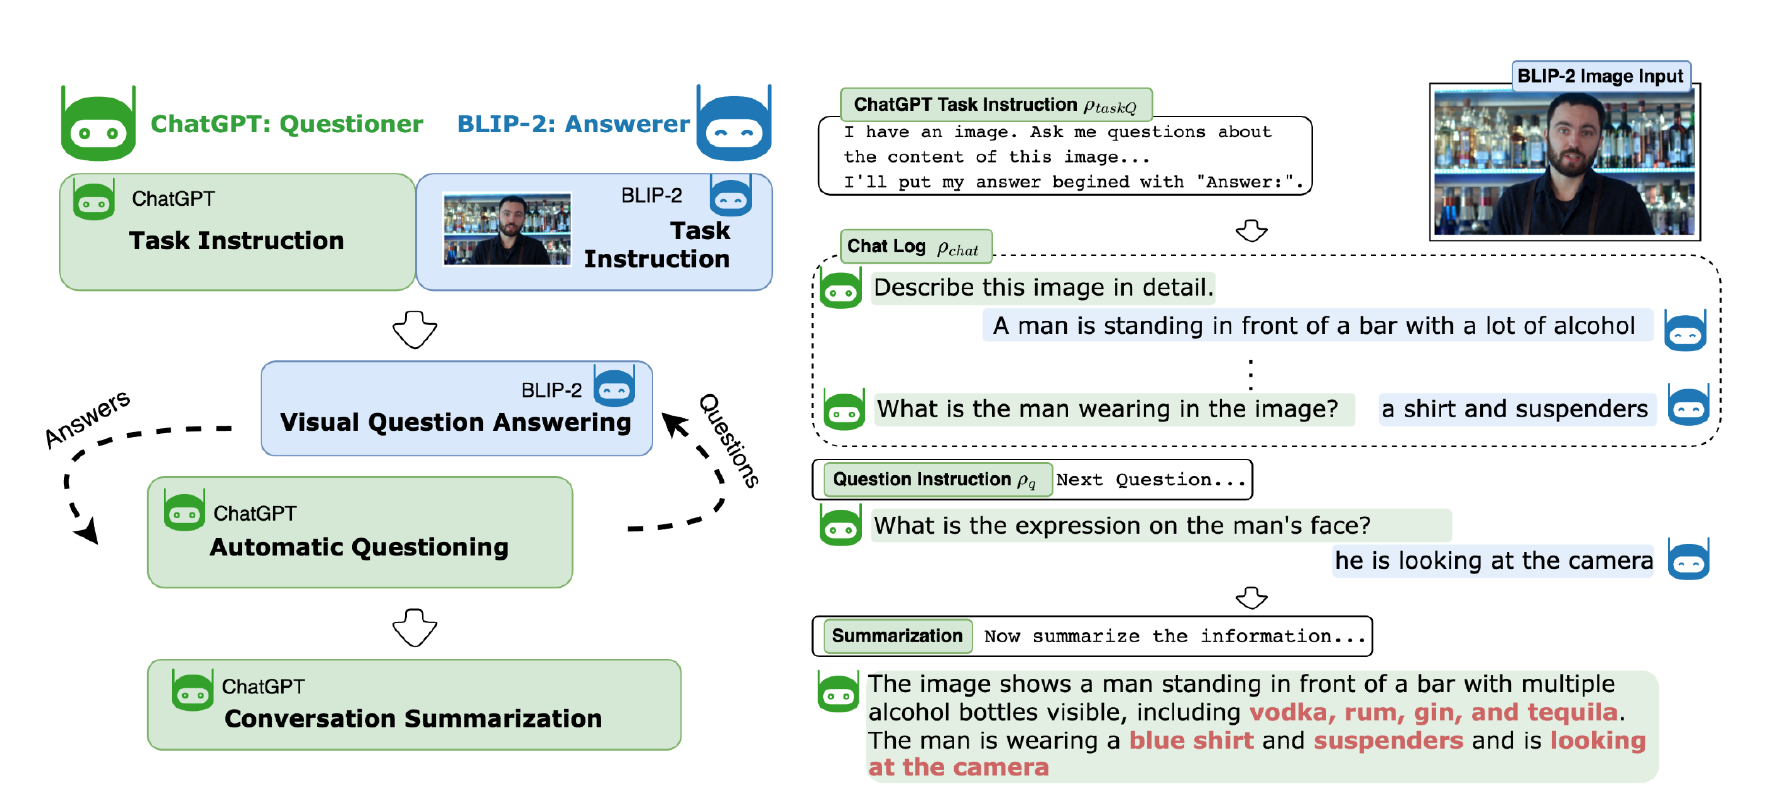 ChatGPT: Questioner
BLIP-2: Answerer
ChatGPT
Task Instruction
BLIP-2
Task
Instruction
BLIP-2
Visual Question Answering
Answers
Questions
ChatGPT
Automatic Questioning
ChatGPT
Conversation Summarization
ChatGPT Task Instruction ρtaskQ
I have an image. Ask me questions about
the content of this image...
I'll put my answer begined with "Answer:".
BLIP-2 Image Input
Chat Log ρchat
Describe this image in detail.
A man is standing in front of a bar with a lot of alcohol
⋮
What is the man wearing in the image?
a shirt and suspenders
Question Instruction ρq Next Question...
What is the expression on the man's face?
he is looking at the camera
Summarization Now summarize the information...
The image shows a man standing in front of a bar with multiple
alcohol bottles visible, including vodka, rum, gin, and tequila.
The man is wearing a blue shirt and suspenders and is looking
at the camera